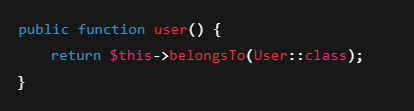 public function user() {
    return $this->belongsTo(User::class);
}